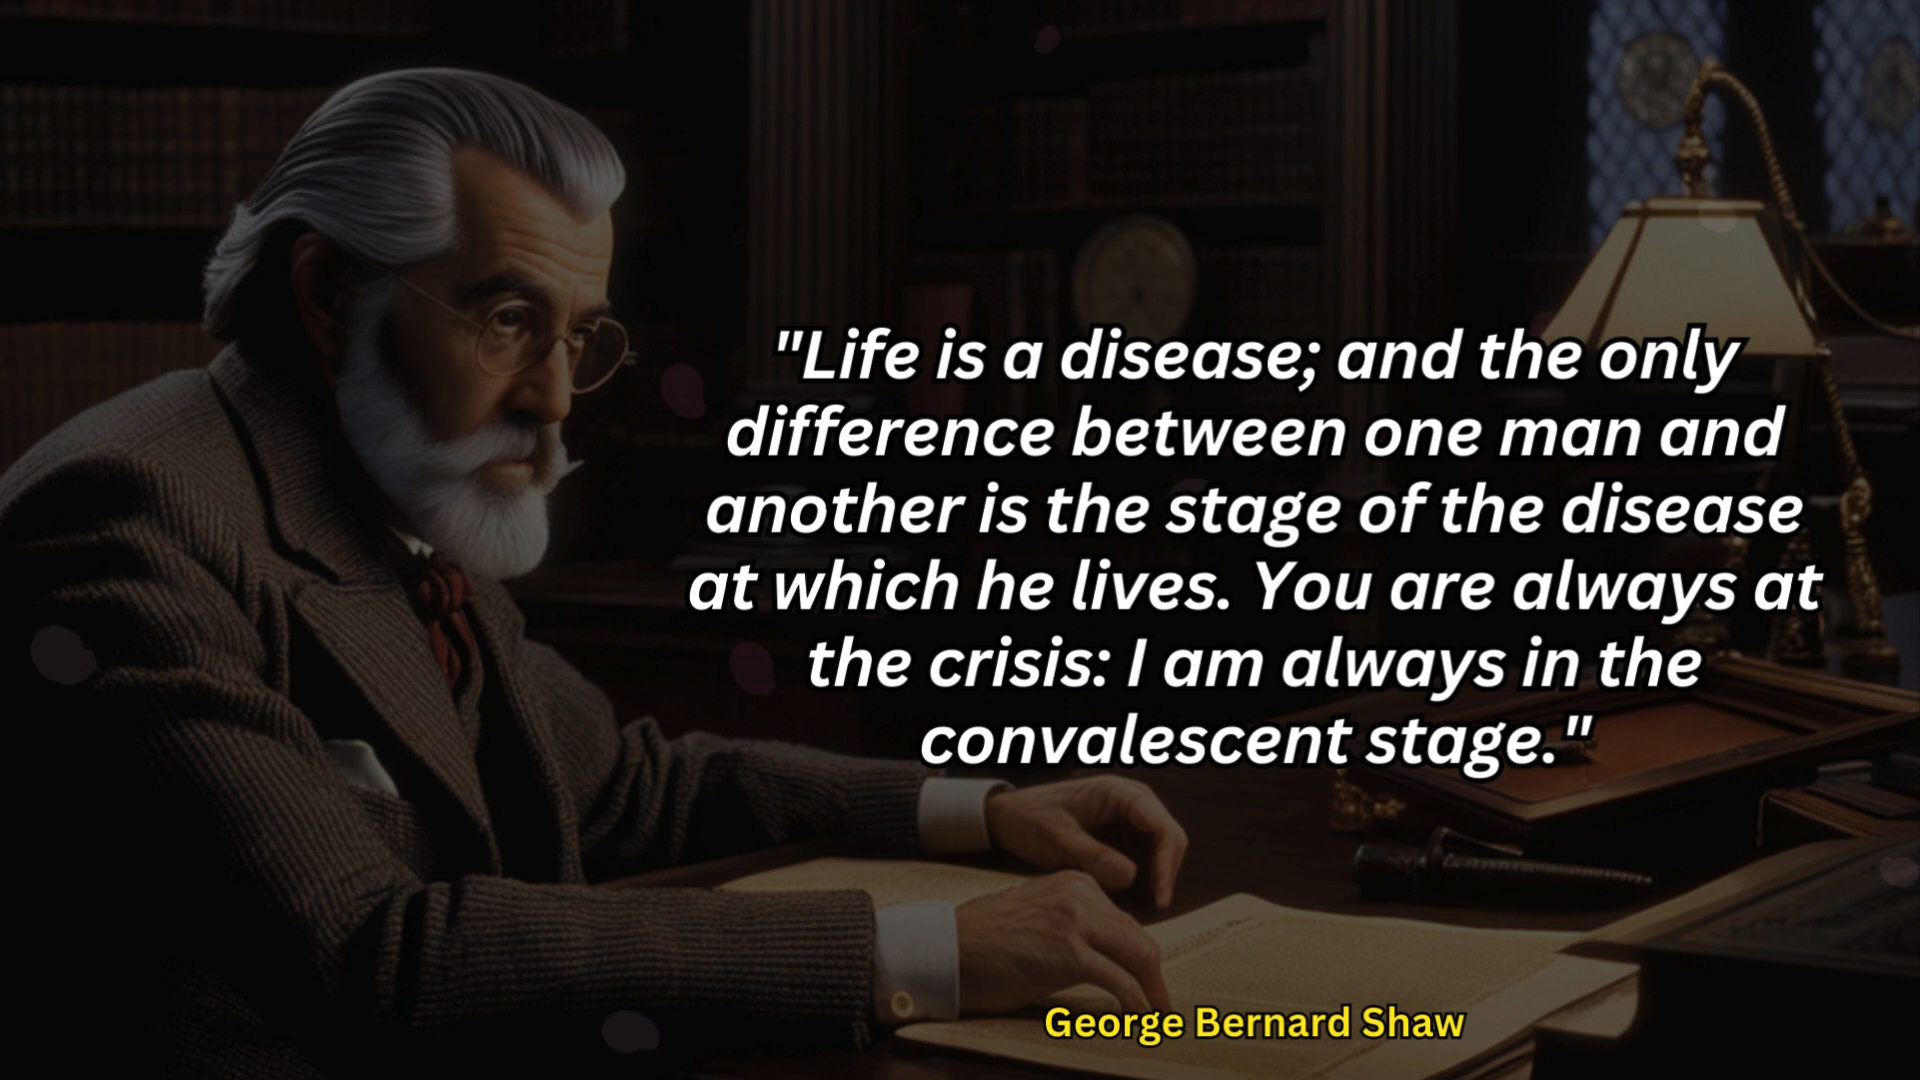 "Life is a disease; and the only
difference between one man and
another is the stage of the disease
at which he lives. You are always at
the crisis: I am always in the
convalescent stage."
George Bernard Shaw